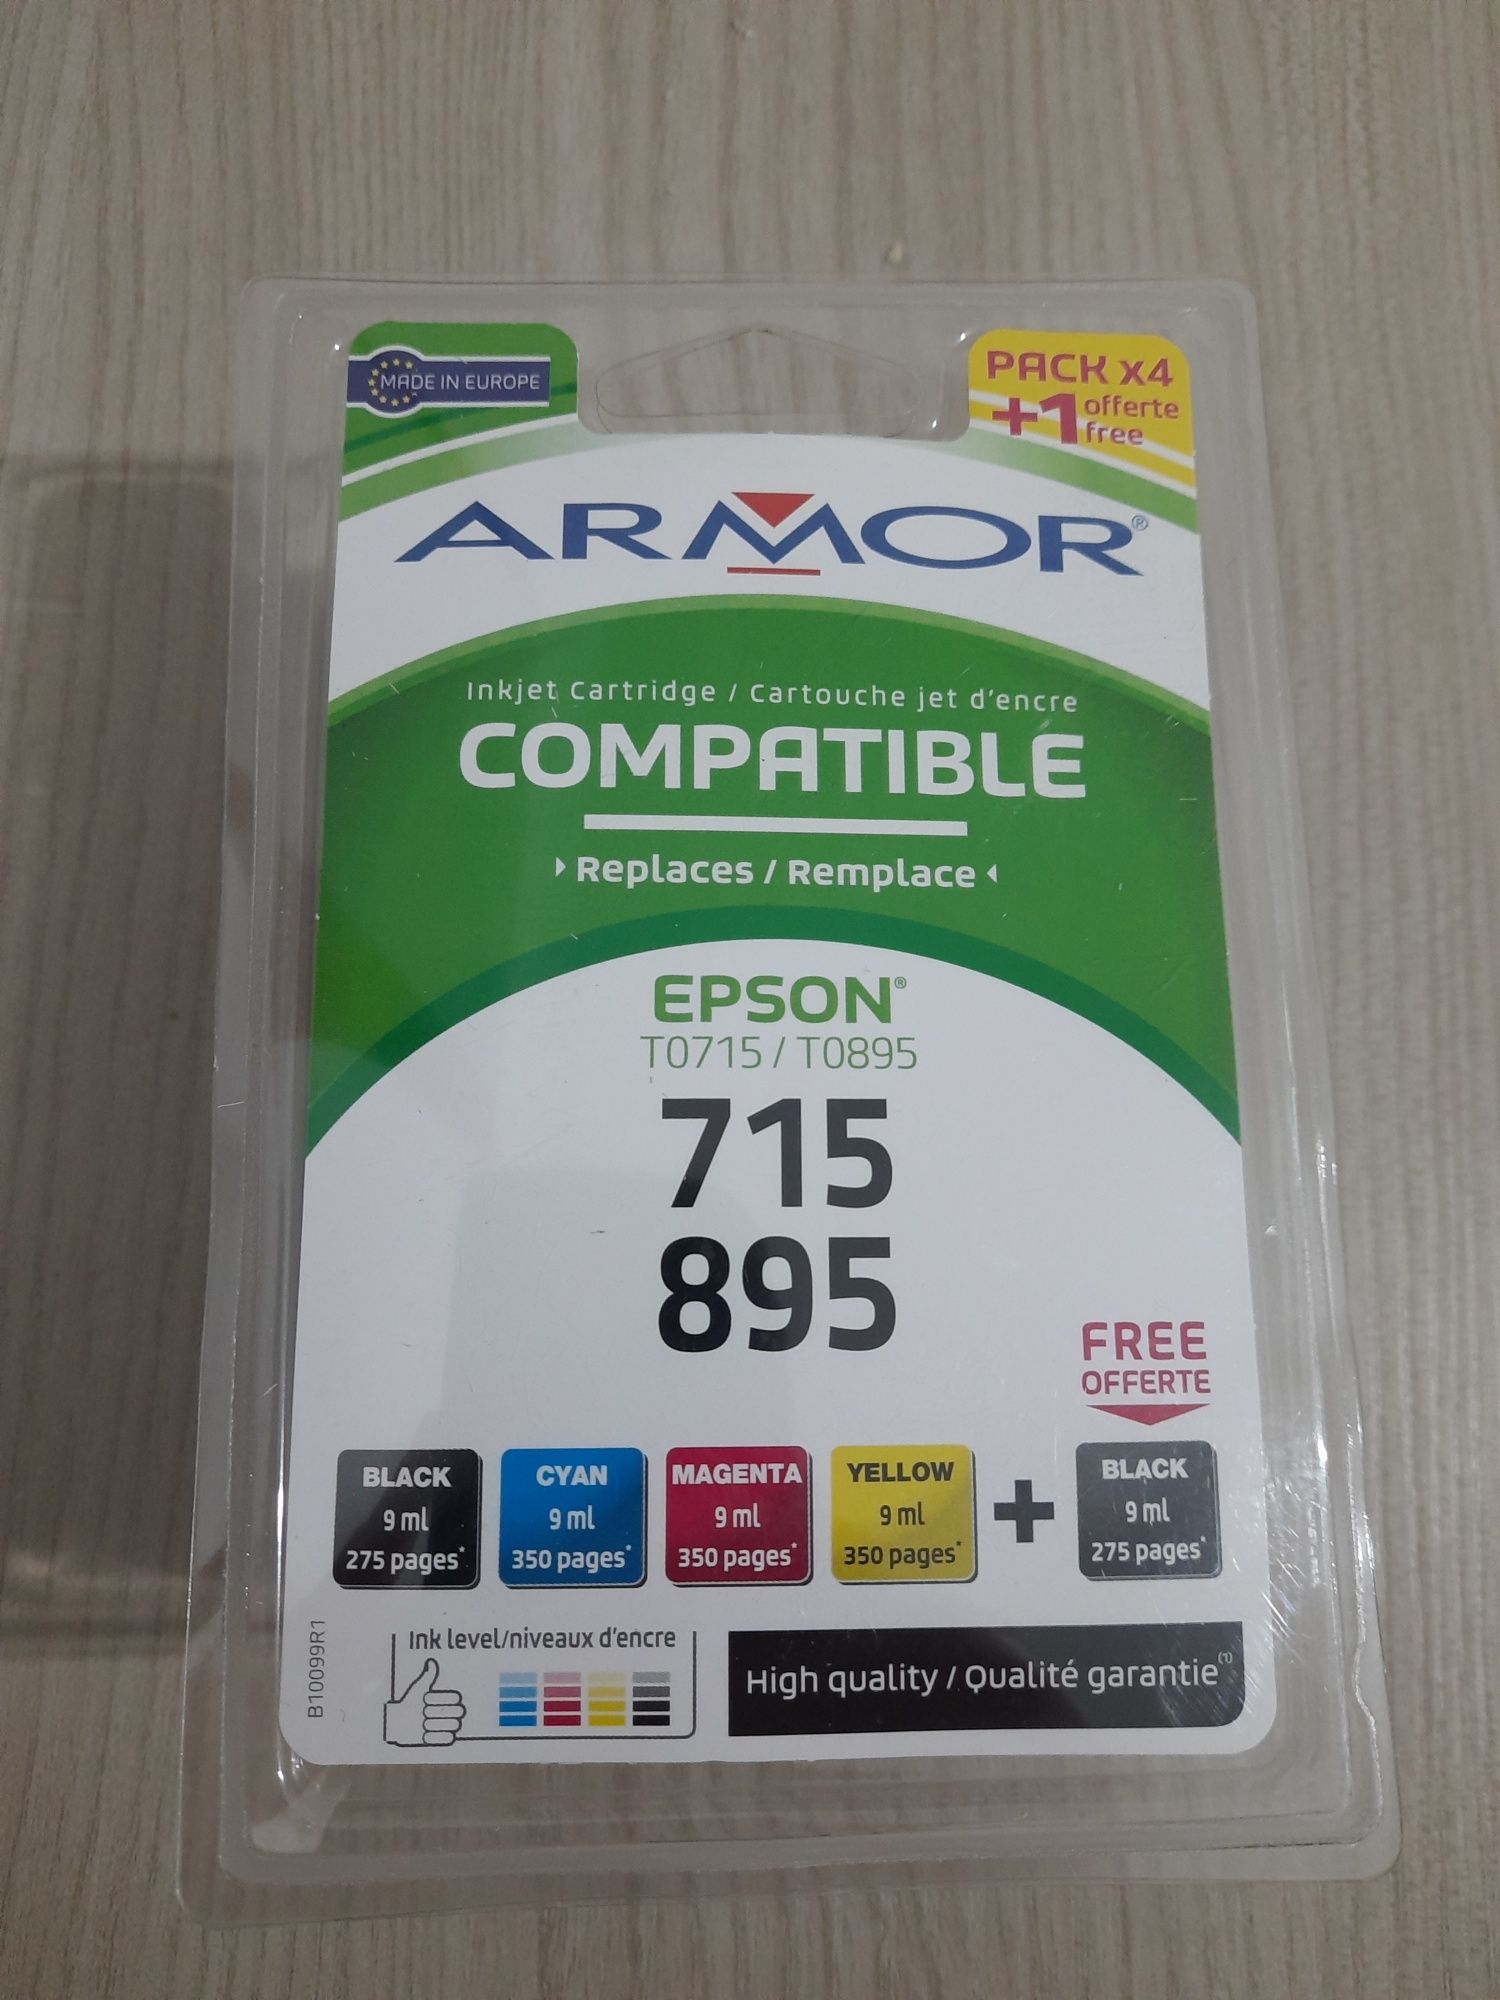 MADE IN EUROPE
PACK x4
+1 offerte
free
ARMOR®
Inkjet Cartridge / Cartouche jet d'encre
COMPATIBLE
Replaces / Remplace
EPSON®
T0715 / T0895
715
895
FREE
OFFERTE
BLACK
9 ml
275 pages*
CYAN
9 ml
350 pages*
MAGENTA
9 ml
350 pages*
YELLOW
9 ml
350 pages*
+
BLACK
9 ml
275 pages*
B10099R1
Ink level/niveaux d'encre
High quality / Qualité garantie(1)